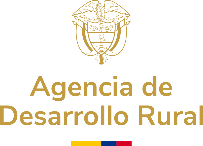 Agencia de
Desarrollo Rural